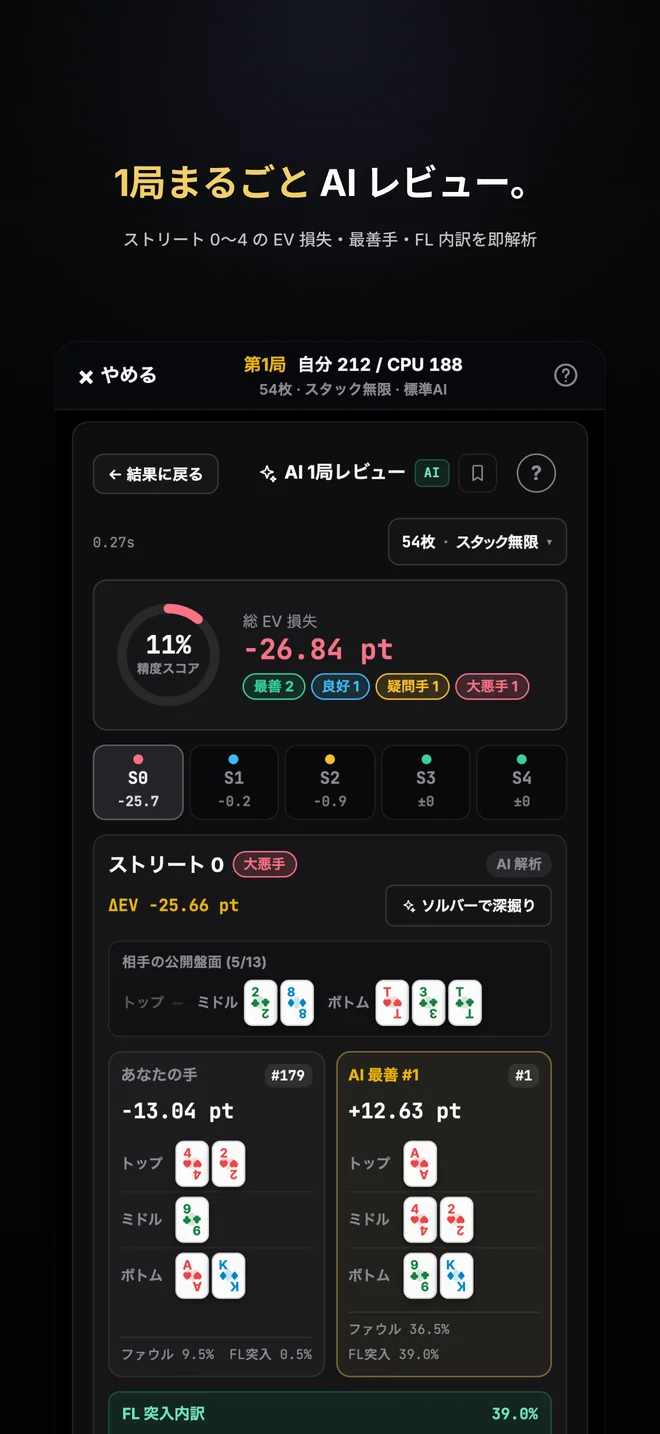 1局まるごと AI レビュー。
ストリート 0〜4 の EV 損失・最善手・FL 内訳を即解析
× やめる
第1局 自分 212 / CPU 188
54枚・スタック無限・標準AI
?
← 結果に戻る
AI 1局レビュー
AI
?
0.27s
54枚 · スタック無限 ▾
11%
精度スコア
総 EV 損失
-26.84 pt
最善 2 良好 1 疑問手 1 大悪手 1
S0 S1 S2 S3 S4
-25.7 -0.2 -0.9 ±0 ±0
ストリート 0 大悪手 AI 解析
ΔEV -25.66 pt ソルバーで深掘り
相手の公開盤面 (5/13)
トップ — ミドル 2♣ 8♦ ボトム T♥ 3♣ T♣
あなたの手 #179
-13.04 pt
トップ 4♥ 2♥
ミドル 9♣
ボトム A♥ K♦
ファウル 9.5% FL突入 0.5%
AI 最善 #1 #1
+12.63 pt
トップ A♥
ミドル 4♥ 2♥
ボトム 9♣ K♦
ファウル 36.5%
FL突入 39.0%
FL 突入内訳 39.0%